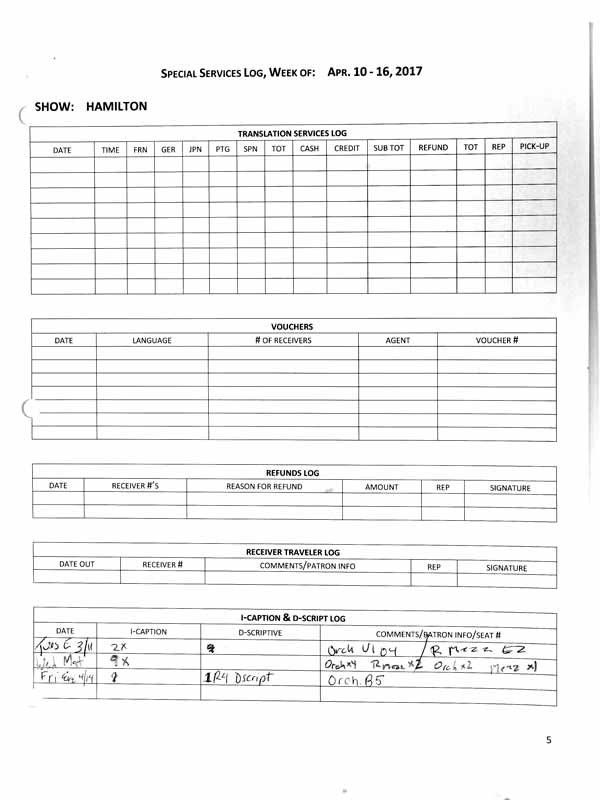 SPECIAL SERVICES LOG, WEEK OF: APR. 10 - 16, 2017
SHOW: HAMILTON
TRANSLATION SERVICES LOG
DATE TIME FRN GER JPN PTG SPN TOT CASH CREDIT SUB TOT REFUND TOT REP PICK-UP
VOUCHERS
DATE LANGUAGE # OF RECEIVERS AGENT VOUCHER #
REFUNDS LOG
DATE RECEIVER #'S REASON FOR REFUND AMOUNT REP SIGNATURE
RECEIVER TRAVELER LOG
DATE OUT RECEIVER # COMMENTS/PATRON INFO REP SIGNATURE
I-CAPTION & D-SCRIPT LOG
DATE I-CAPTION D-SCRIPTIVE COMMENTS/PATRON INFO/SEAT #
Tues E 3/11 2x Orch U104 / R Mezz E2
Wed Mat 9x Orch x4 R mezz x2 Orch x2 Mezz x1
Fri Eve 4/14 1 R4 Dscript Orch. B5
5